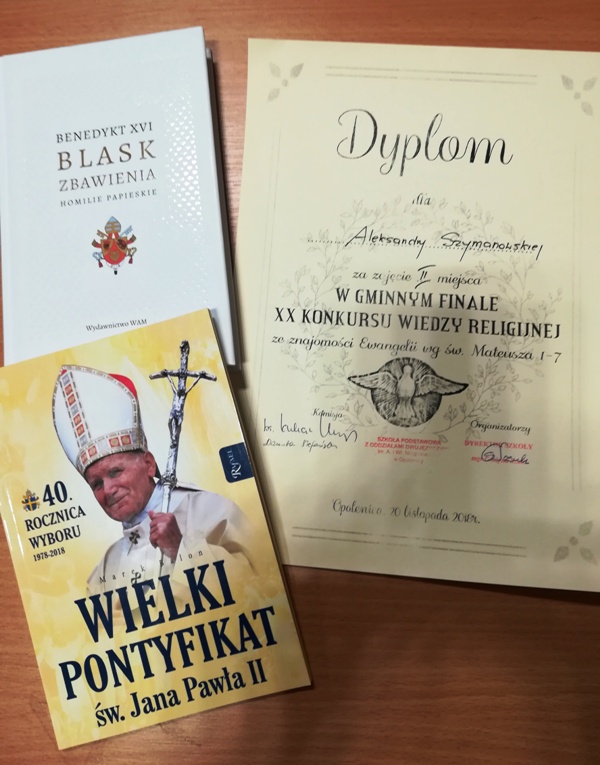 BENEDYKT XVI
BLASK
ZBAWIENIA
HOMILIE PAPIESKIE
Wydawnictwo WAM
Dyplom
dla
Aleksandry Szymanowskiej
za zajęcie II miejsca
W GMINNYM FINALE
XX KONKURSU WIEDZY RELIGIJNEJ
ze znajomości Ewangelii wg św. Mateusza 1-7
Komisja
Organizatorzy
SZKOŁA PODSTAWOWA
Z ODDZIAŁAMI
DYREKTOR SZKOŁY
Opalenica, 20 listopada 2018r.
RAFAEL
40.
ROCZNICA
WYBORU
1978-2018
Marek
WIELKI
PONTYFIKAT
św. Jana Pawła II